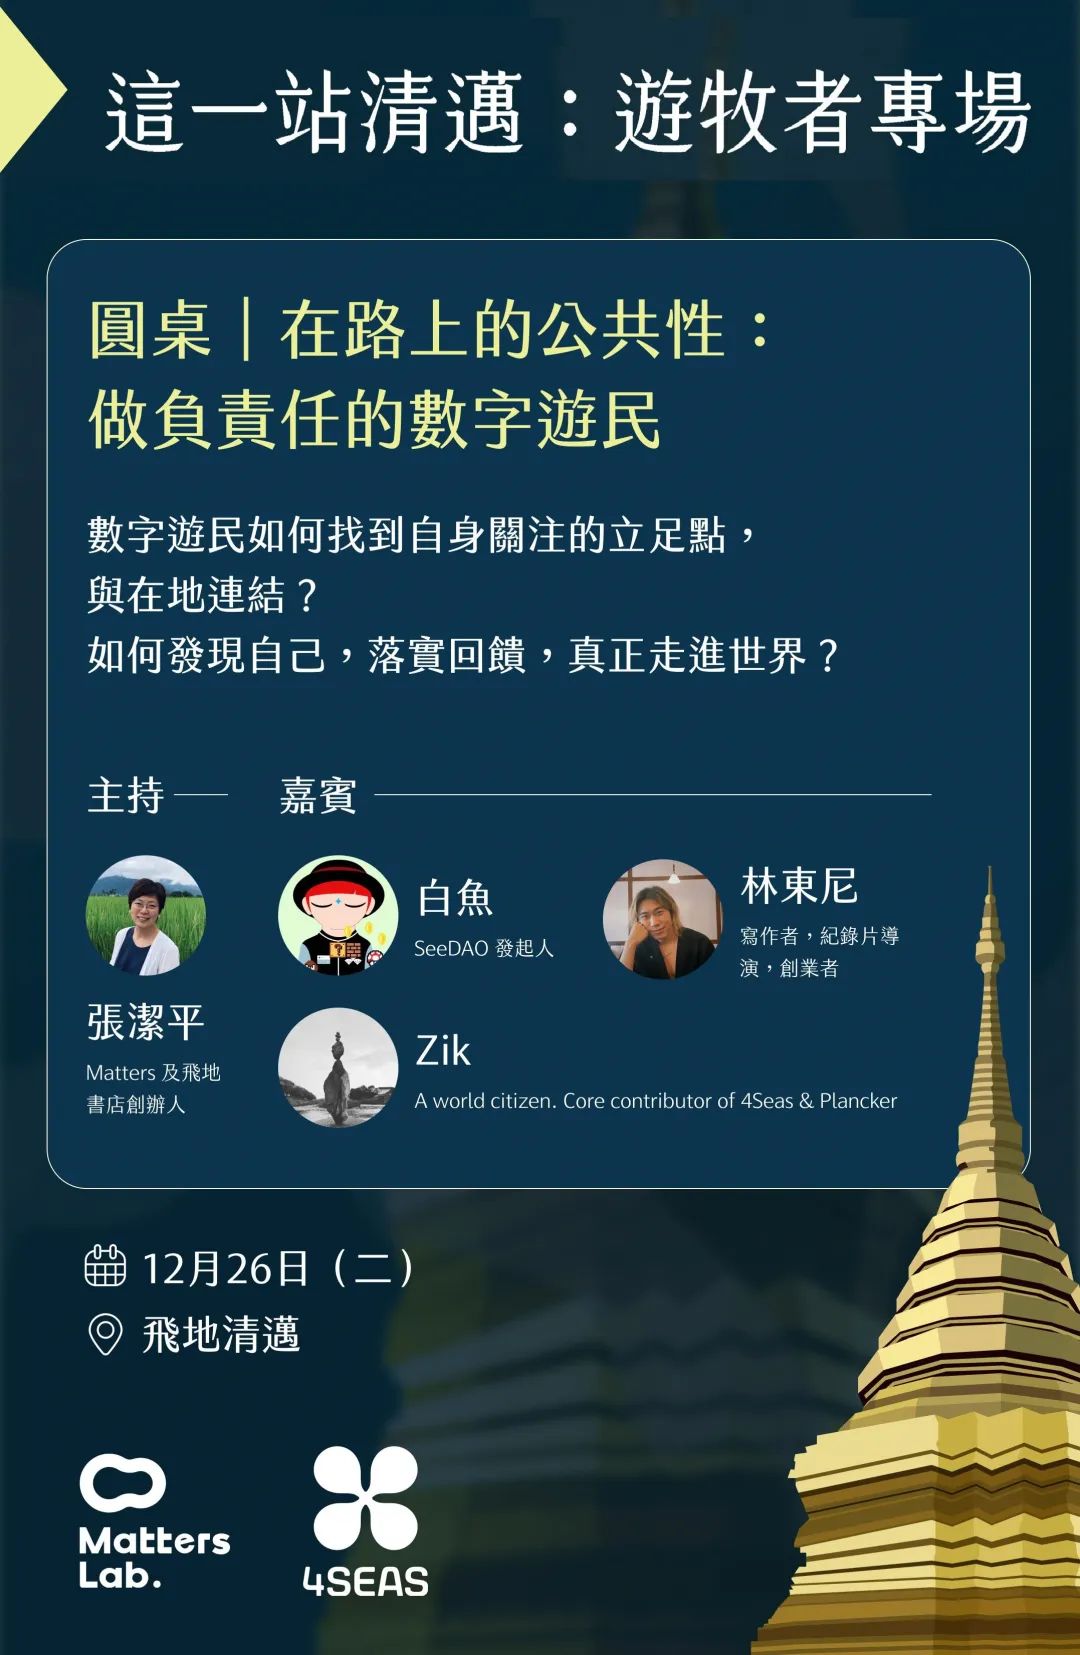 這一站清邁：遊牧者專場
圓桌｜在路上的公共性：
做負責任的數字遊民
數字遊民如何找到自身關注的立足點，
與在地連結？
如何發現自己，落實回饋，真正走進世界？
主持
嘉賓
張潔平
Matters 及飛地
書店創辦人
白魚
SeeDAO 發起人
林東尼
寫作者，紀錄片導
演，創業者
Zik
A world citizen. Core contributor of 4Seas & Plancker
12月26日（二）
飛地清邁
Matters
Lab.
4SEAS